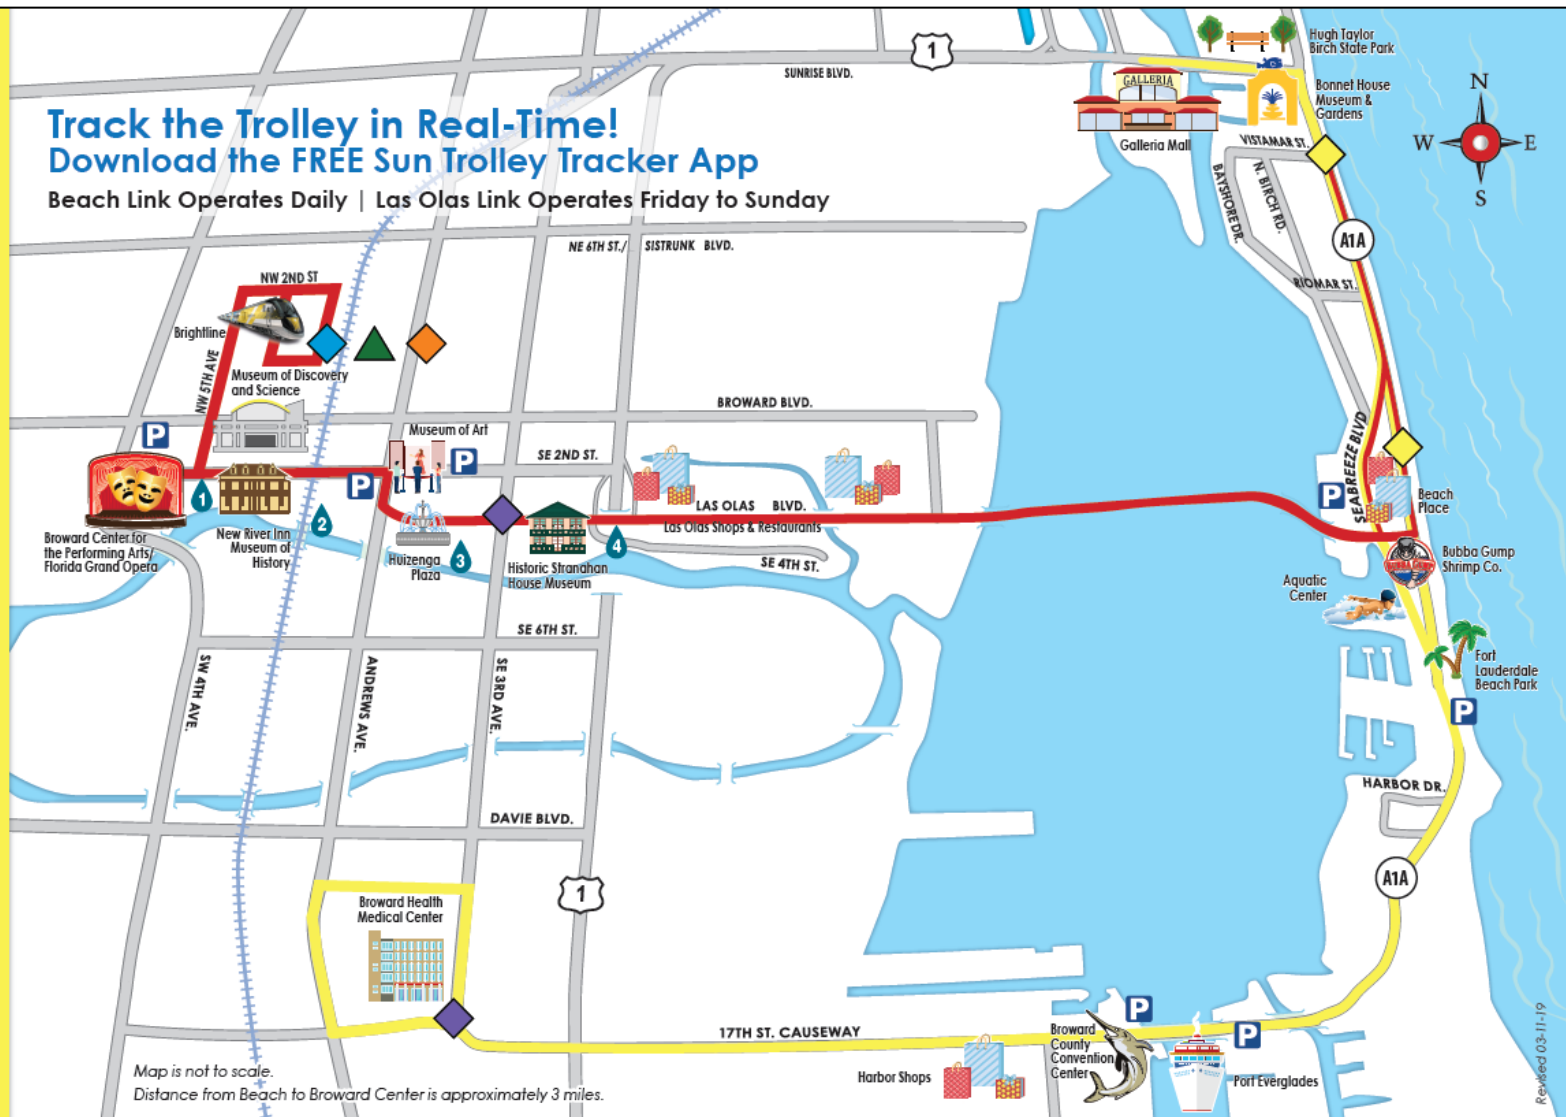 1
SUNRISE BLVD.
Hugh Taylor
Birch State Park
GALLERIA
Galleria Mall
Bonnet House
Museum &
Gardens
N
W
E
S
Track the Trolley in Real-Time!
Download the FREE Sun Trolley Tracker App
Beach Link Operates Daily | Las Olas Link Operates Friday to Sunday
VISTAMAR ST.
BAYSHORE DR.
N. BIRCH RD.
A1A
RIOMAR ST.
NE 6TH ST./ SISTRUNK BLVD.
NW 2ND ST
Brightline
NW 5TH AVE
Museum of Discovery
and Science
BROWARD BLVD.
P
Museum of Art
P
SE 2ND ST.
P
1
2
3
4
LAS OLAS BLVD.
Las Olas Shops & Restaurants
SEABREEZE BLVD
P
Beach
Place
Broward Center for
the Performing Arts/
Florida Grand Opera
New River Inn
Museum of
History
Huizenga
Plaza
Historic Stranahan
House Museum
SE 4TH ST.
BUBBA GUMP
Bubba Gump
Shrimp Co.
Aquatic
Center
Fort
Lauderdale
Beach Park
P
SE 6TH ST.
SW 4TH AVE.
ANDREWS AVE.
SE 3RD AVE.
HARBOR DR.
DAVIE BLVD.
A1A
1
Broward Health
Medical Center
17TH ST. CAUSEWAY
P
P
Harbor Shops
Broward
County
Convention
Center
Port Everglades
Map is not to scale.
Distance from Beach to Broward Center is approximately 3 miles.
Revised 03-11-19